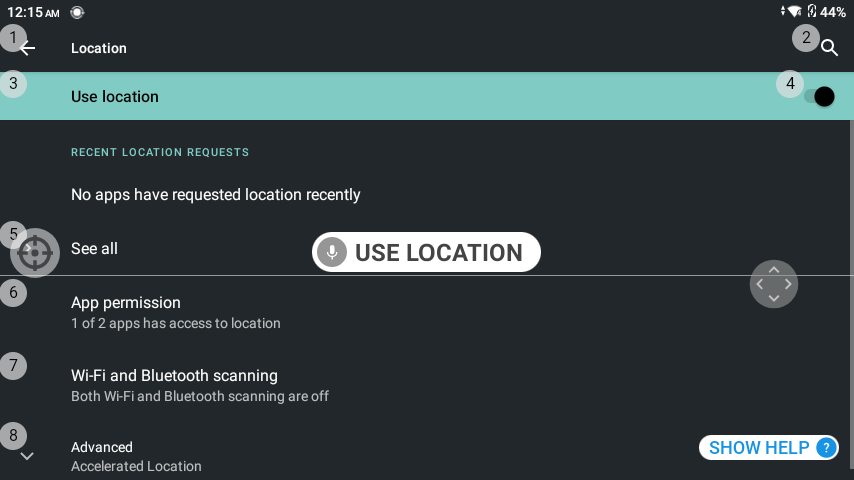 12:15 AM
44%
1
Location
2
3
Use location
4
RECENT LOCATION REQUESTS
No apps have requested location recently
5
See all
USE LOCATION
6
App permission
1 of 2 apps has access to location
7
Wi-Fi and Bluetooth scanning
Both Wi-Fi and Bluetooth scanning are off
8
Advanced
Accelerated Location
SHOW HELP ?